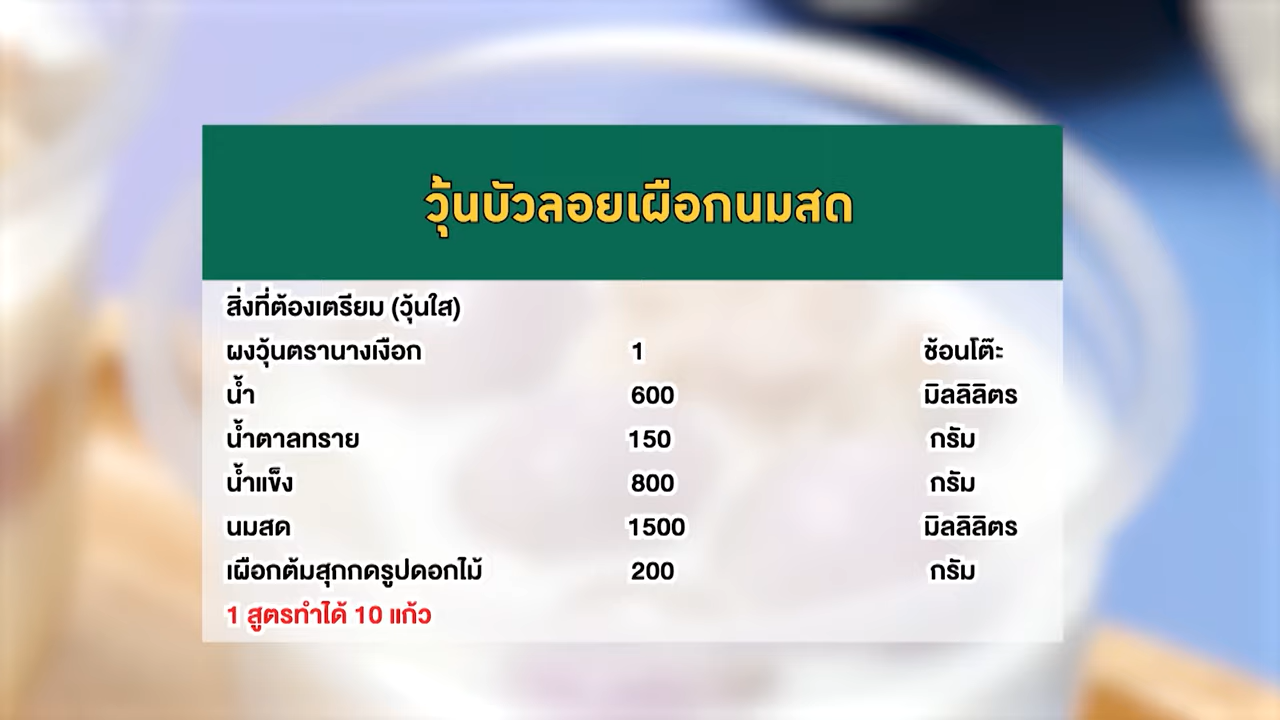 วุ้นบัวลอยเผือกนมสด
สิ่งที่ต้องเตรียม (วุ้นใส)
ผงวุ้นตรานางเงือก 1 ช้อนโต๊ะ
น้ำ 600 มิลลิลิตร
น้ำตาลทราย 150 กรัม
น้ำแข็ง 800 กรัม
นมสด 1500 มิลลิลิตร
เผือกต้มสุกกดรูปดอกไม้ 200 กรัม
1 สูตรทำได้ 10 แก้ว